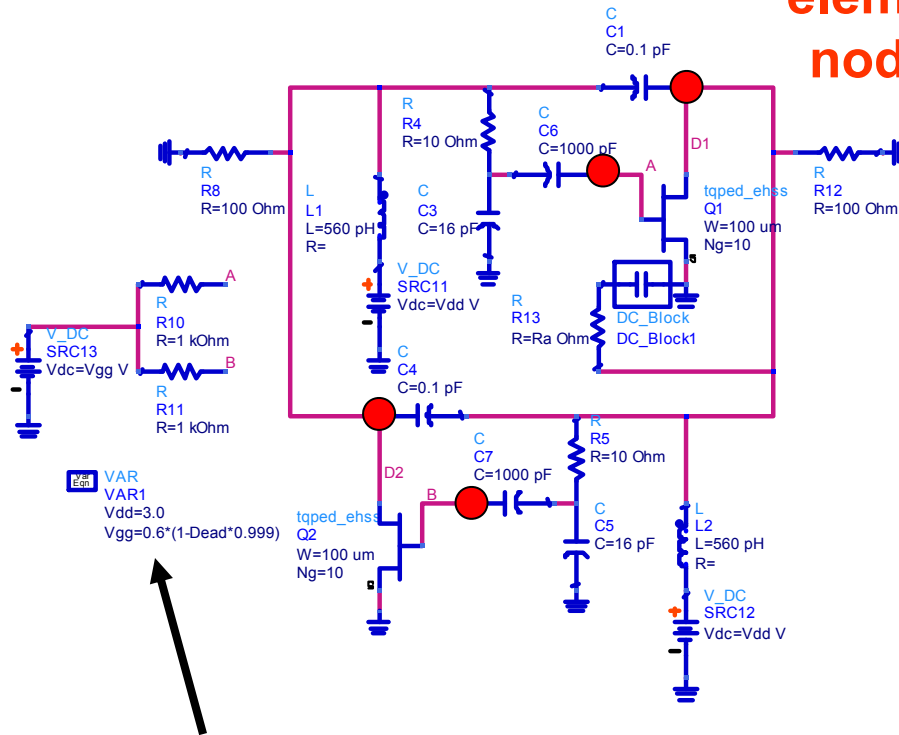 C
C1
C=0.1 pF
R
R4
R=10 Ohm
C
C6
C=1000 pF
A
D1
R
R8
R=100 Ohm
L
L1
L=560 pH
R=
C
C3
C=16 pF
tqped_ehss
Q1
W=100 um
Ng=10
R
R12
R=100 Ohm
V_DC
SRC11
Vdc=Vdd V
R
R13
R=Ra Ohm
DC_Block
DC_Block1
A
R
R10
R=1 kOhm
V_DC
SRC13
Vdc=Vgg V
B
R
R11
R=1 kOhm
C
C4
C=0.1 pF
R
R5
R=10 Ohm
C
C7
C=1000 pF
D2
B
Var
Eqn
VAR
VAR1
Vdd=3.0
Vgg=0.6*(1-Dead*0.999)
tqped_ehss
Q2
W=100 um
Ng=10
C
C5
C=16 pF
L
L2
L=560 pH
R=
V_DC
SRC12
Vdc=Vdd V